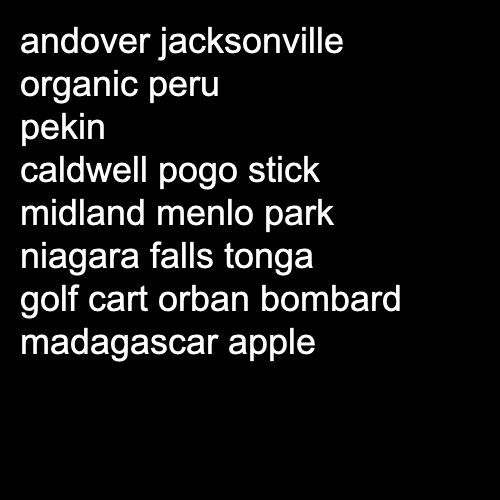 andover jacksonville
organic peru
pekin
caldwell pogo stick
midland menlo park
niagara falls tonga
golf cart orban bombard
madagascar apple